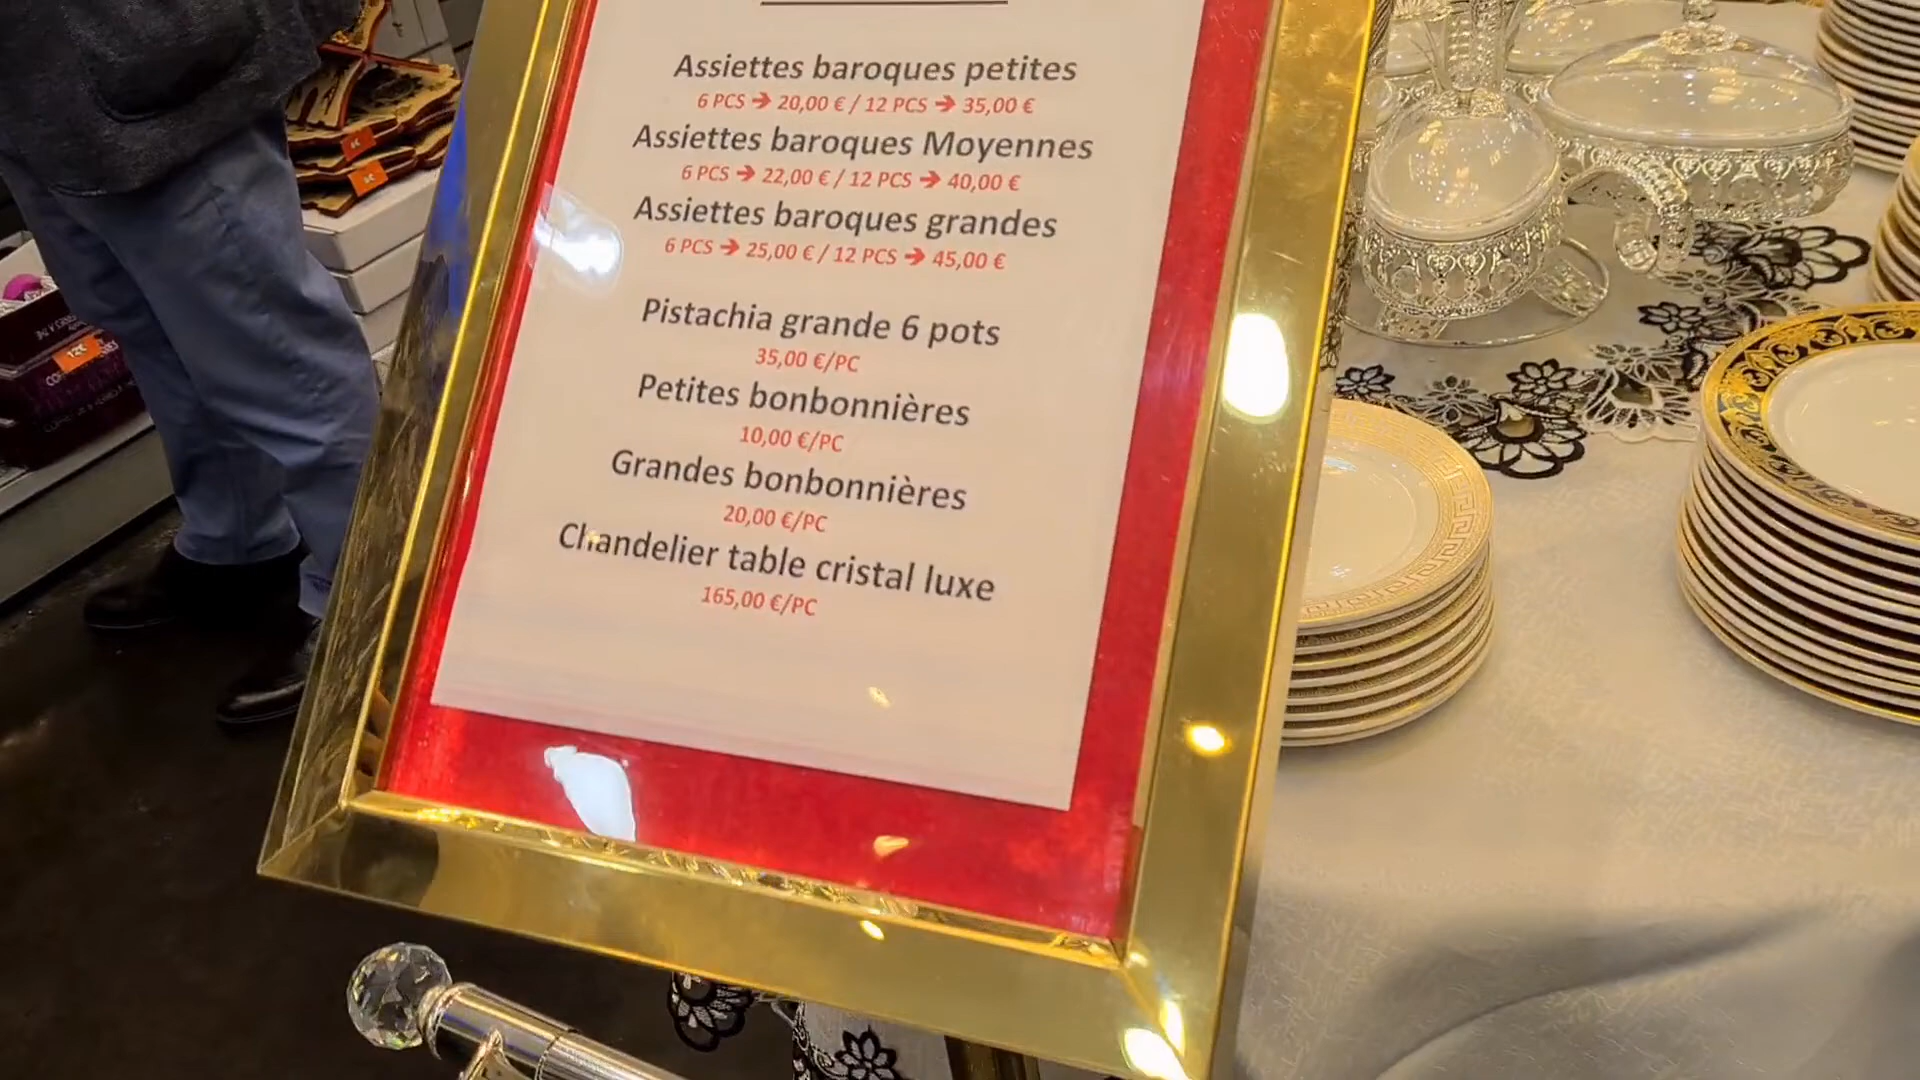 Assiettes baroques petites
6 PCS ➔ 20,00 € / 12 PCS ➔ 35,00 €
Assiettes baroques Moyennes
6 PCS ➔ 22,00 € / 12 PCS ➔ 40,00 €
Assiettes baroques grandes
6 PCS ➔ 25,00 € / 12 PCS ➔ 45,00 €
Pistachia grande 6 pots
35,00 €/PC
Petites bonbonnières
10,00 €/PC
Grandes bonbonnières
20,00 €/PC
Chandelier table cristal luxe
165,00 €/PC
12€